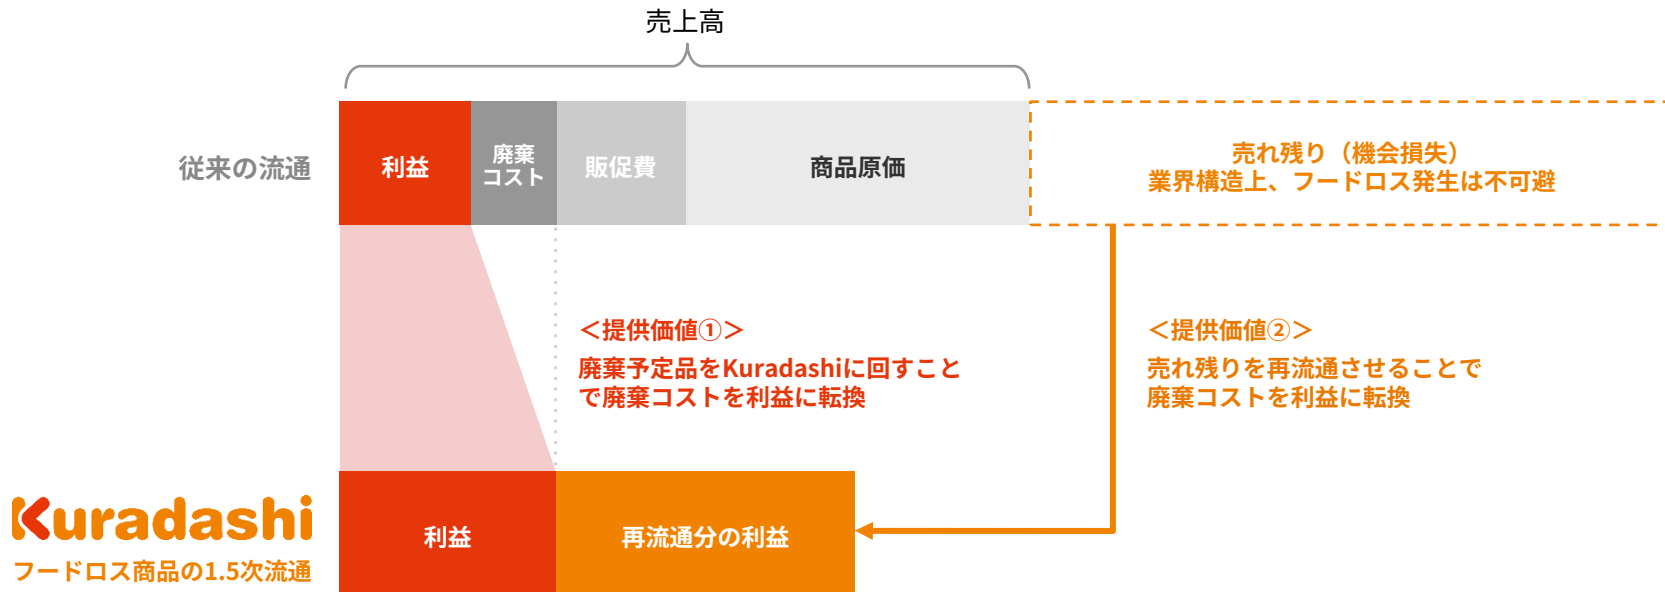 売上高
従来の流通
利益
廃棄
コスト
販促費
商品原価
売れ残り（機会損失）
業界構造上、フードロス発生は不可避
＜提供価値①＞
廃棄予定品をKuradashiに回すこと
で廃棄コストを利益に転換
＜提供価値②＞
売れ残りを再流通させることで
廃棄コストを利益に転換
Kuradashi
フードロス商品の1.5次流通
利益
再流通分の利益